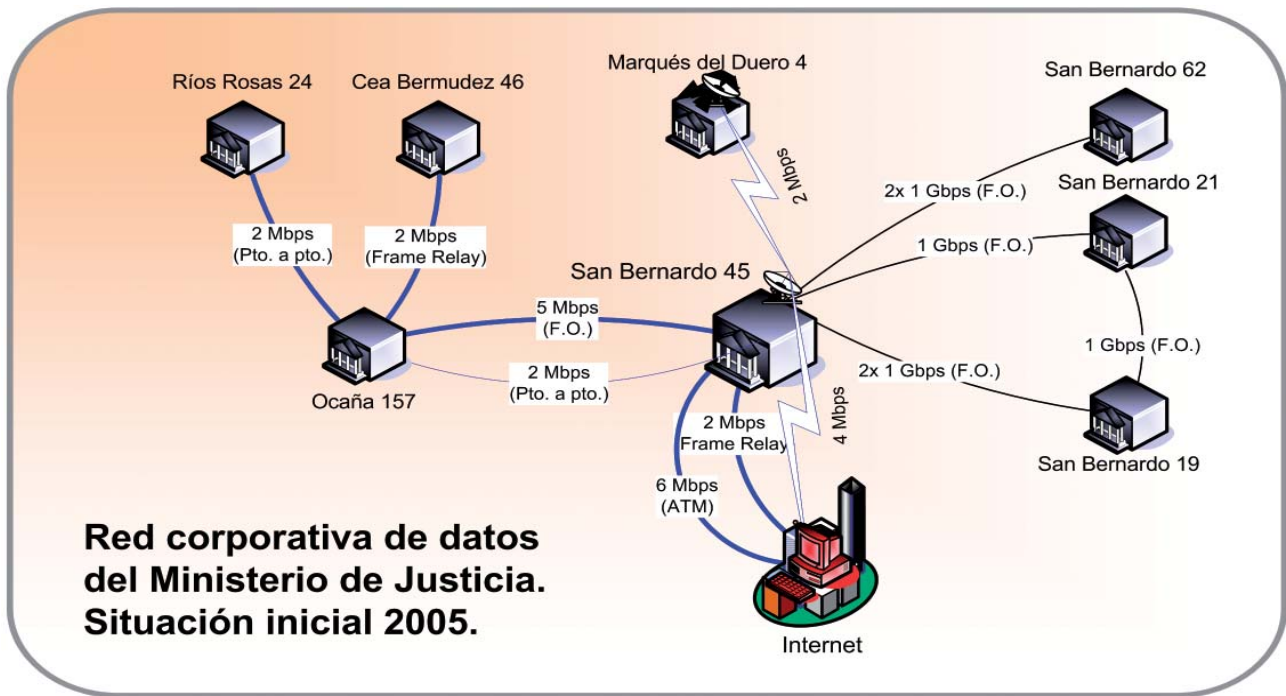 Marqués del Duero 4
San Bernardo 62
Ríos Rosas 24
Cea Bermudez 46
2 Mbps
2x 1 Gbps (F.O.)
San Bernardo 21
2 Mbps
(Pto. a pto.)
2 Mbps
(Frame Relay)
1 Gbps (F.O.)
San Bernardo 45
5 Mbps
(F.O.)
1 Gbps (F.O.)
2x 1 Gbps (F.O.)
2 Mbps
(Pto. a pto.)
Ocaña 157
4 Mbps
2 Mbps
Frame Relay
San Bernardo 19
6 Mbps
(ATM)
Red corporativa de datos
del Ministerio de Justicia.
Situación inicial 2005.
Internet